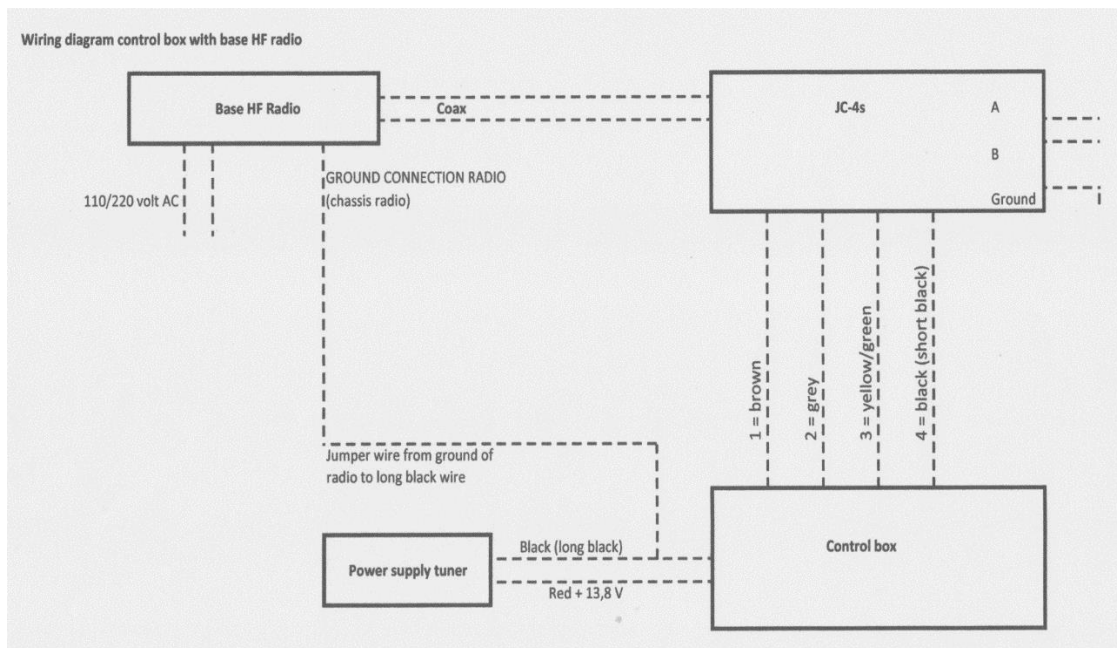 Wiring diagram control box with base HF radio
Base HF Radio
Coax
JC-4s
A
B
Ground
110/220 volt AC
GROUND CONNECTION RADIO
(chassis radio)
1 = brown
2 = grey
3 = yellow/green
4 = black (short black)
Jumper wire from ground of
radio to long black wire
Black (long black)
Power supply tuner
Red + 13,8 V
Control box